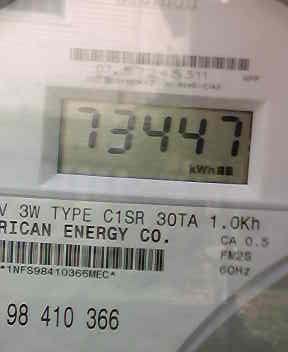 73447
kWh
V 3W TYPE C1SR 30TA 1.0Kh
RICAN ENERGY CO.
CA 0.5
FM2S
60Hz
*1NFS98410366MEC*
98 410 366